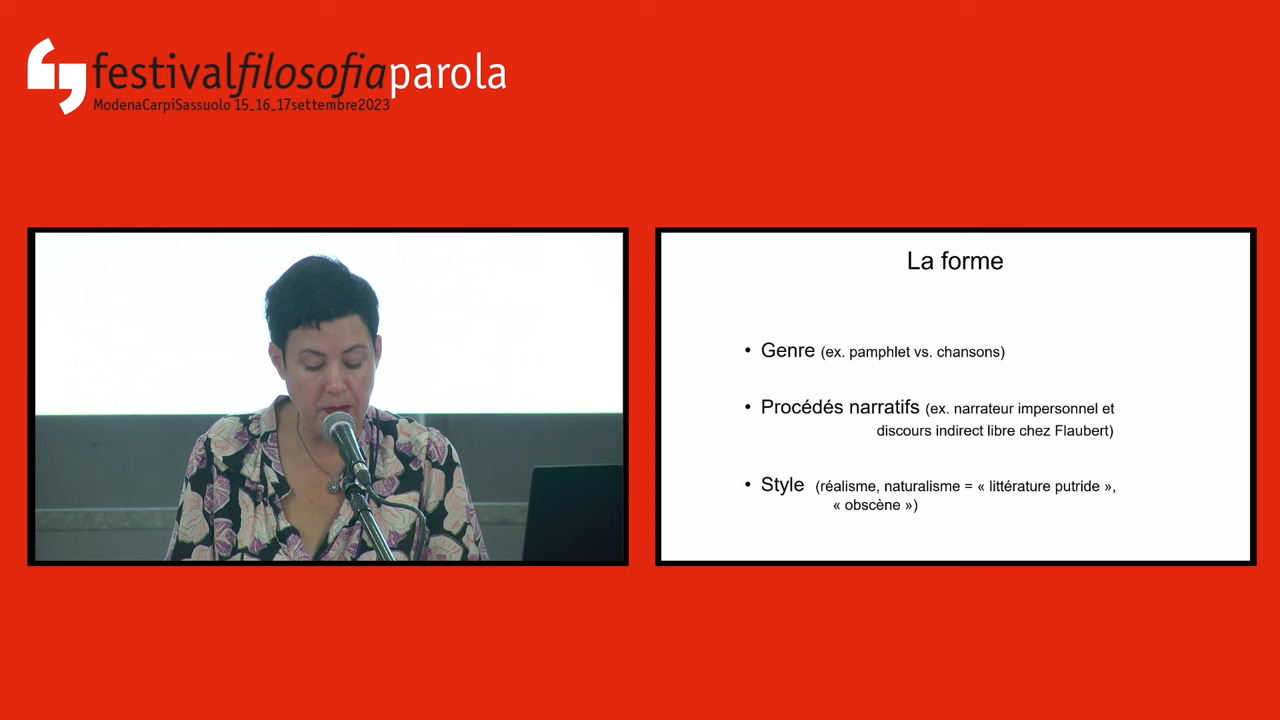 festivalfilosofiaparola
ModenaCarpiSassuolo 15_16_17settembre2023
La forme
• Genre (ex. pamphlet vs. chansons)
• Procédés narratifs (ex. narrateur impersonnel et
discours indirect libre chez Flaubert)
• Style (réalisme, naturalisme = « littérature putride »,
« obscène »)